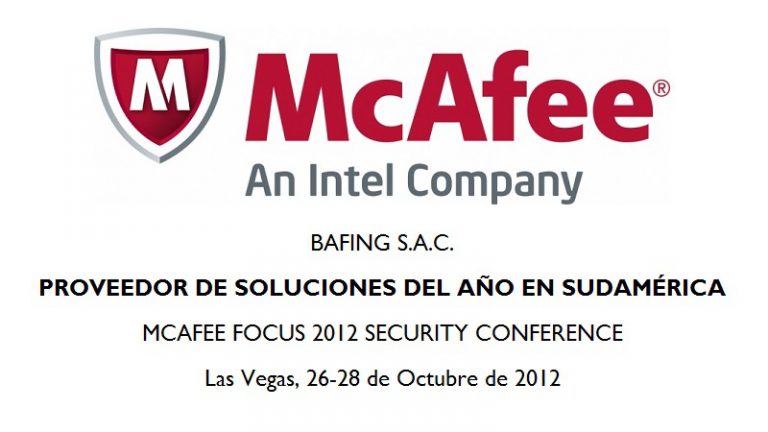 M
McAfee®
An Intel Company
BAFING S.A.C.
PROVEEDOR DE SOLUCIONES DEL AÑO EN SUDAMÉRICA
MCAFEE FOCUS 2012 SECURITY CONFERENCE
Las Vegas, 26-28 de Octubre de 2012